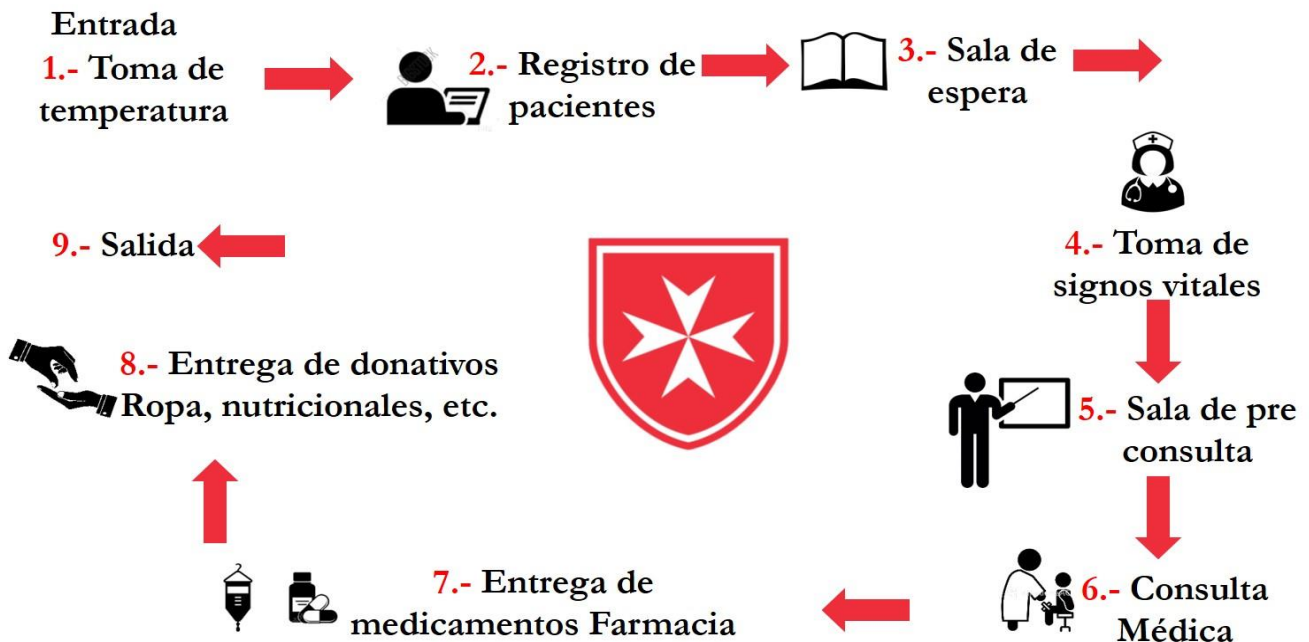 Entrada
1.- Toma de
temperatura
2.- Registro de
pacientes
3.- Sala de
espera
4.- Toma de
signos vitales
5.- Sala de pre
consulta
6.- Consulta
Médica
7.- Entrega de
medicamentos Farmacia
8.- Entrega de donativos
Ropa, nutricionales, etc.
9.- Salida